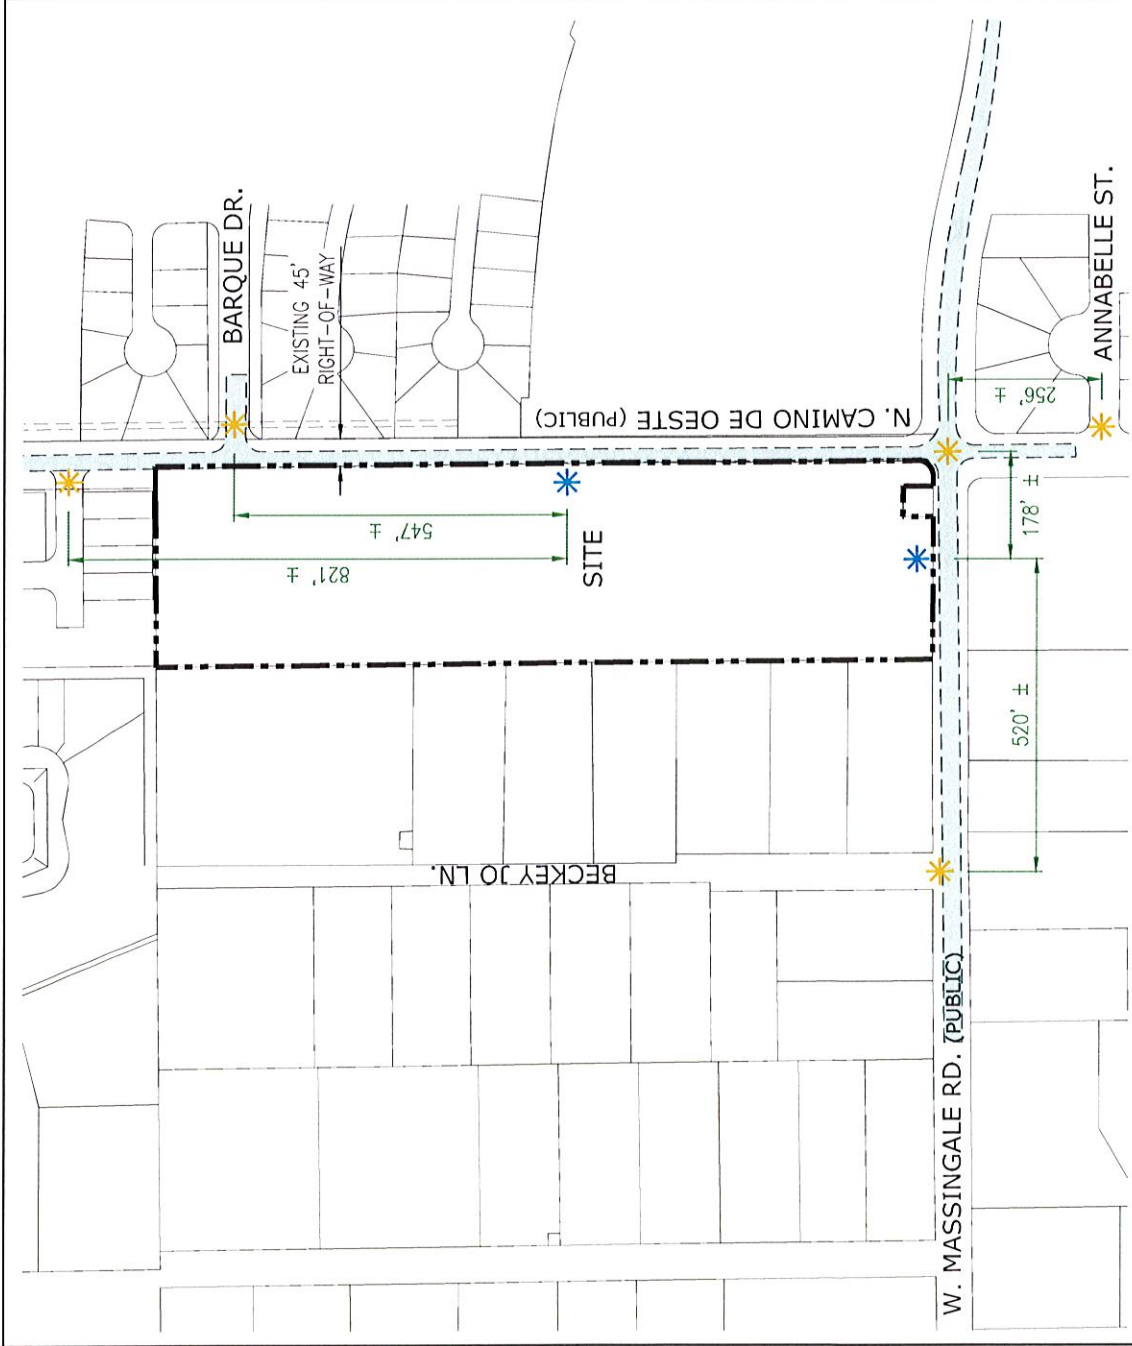 BARQUE DR.
EXISTING 45'
RIGHT-OF-WAY
N. CAMINO DE OESTE (PUBLIC)
ANNABELLE ST.
256' ±
547' ±
821' ±
SITE
178' ±
520' ±
BECKEY JO LN.
W. MASSINGALE RD. (PUBLIC)